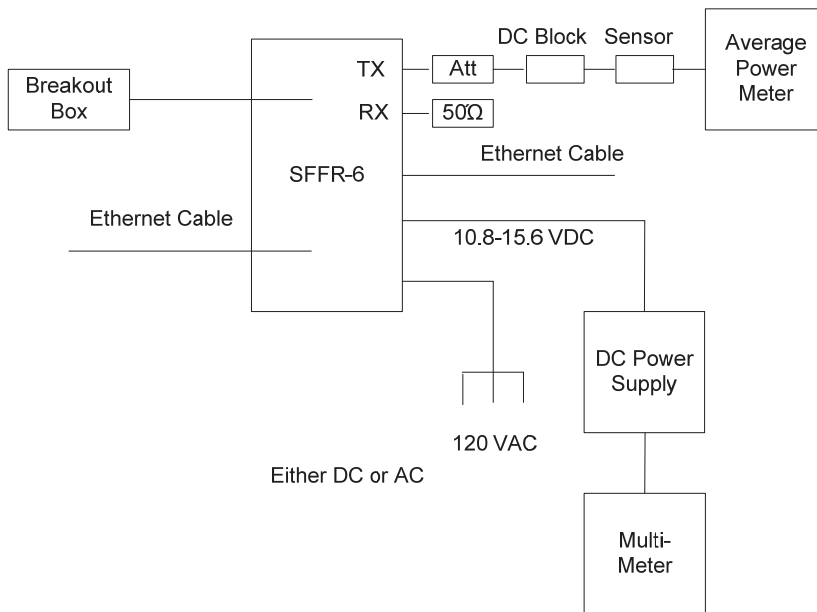 DC Block
Sensor
Average
Power
Meter
TX
Att
Breakout
Box
RX
50Ω
Ethernet Cable
SFFR-6
Ethernet Cable
10.8-15.6 VDC
DC Power
Supply
120 VAC
Either DC or AC
Multi-
Meter